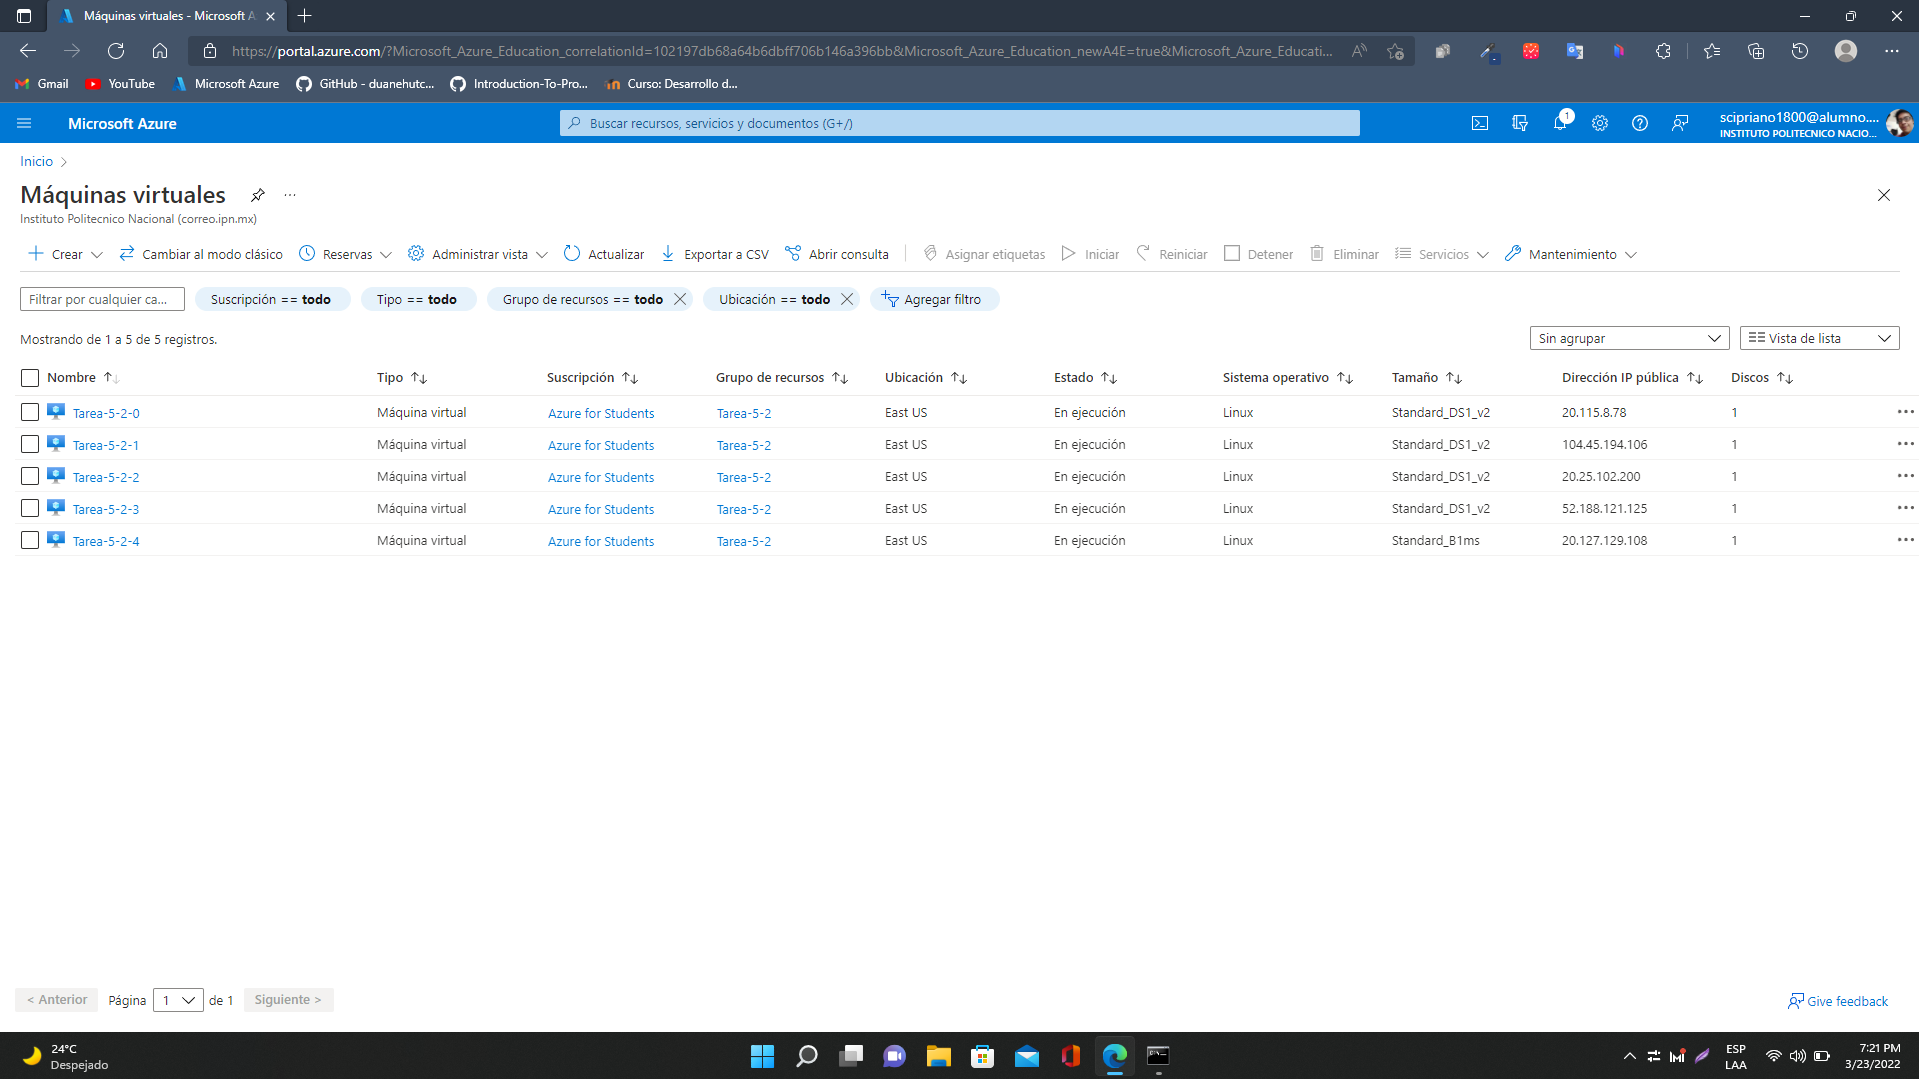 Máquinas virtuales - Microsoft A
https://portal.azure.com/?Microsoft_Azure_Education_correlationId=102197db68a64b6dbff706b146a396bb&Microsoft_Azure_Education_newA4E=true&Microsoft_Azure_Educati...
Gmail YouTube Microsoft Azure GitHub - duanehutc... Introduction-To-Pro... Curso: Desarrollo d...
Microsoft Azure
Buscar recursos, servicios y documentos (G+/)
1
scipriano1800@alumno....
INSTITUTO POLITECNICO NACIO...
Inicio >
Máquinas virtuales ...
Instituto Politecnico Nacional (correo.ipn.mx)
Crear Cambiar al modo clásico Reservas Administrar vista Actualizar Exportar a CSV Abrir consulta Asignar etiquetas Iniciar Reiniciar Detener Eliminar Servicios Mantenimiento
Filtrar por cualquier ca... Suscripción == todo Tipo == todo Grupo de recursos == todo Ubicación == todo Agregar filtro
Mostrando de 1 a 5 de 5 registros. Sin agrupar Vista de lista
Nombre Tipo Suscripción Grupo de recursos Ubicación Estado Sistema operativo Tamaño Dirección IP pública Discos
Tarea-5-2-0 Máquina virtual Azure for Students Tarea-5-2 East US En ejecución Linux Standard_DS1_v2 20.115.8.78 1
Tarea-5-2-1 Máquina virtual Azure for Students Tarea-5-2 East US En ejecución Linux Standard_DS1_v2 104.45.194.106 1
Tarea-5-2-2 Máquina virtual Azure for Students Tarea-5-2 East US En ejecución Linux Standard_DS1_v2 20.25.102.200 1
Tarea-5-2-3 Máquina virtual Azure for Students Tarea-5-2 East US En ejecución Linux Standard_DS1_v2 52.188.121.125 1
Tarea-5-2-4 Máquina virtual Azure for Students Tarea-5-2 East US En ejecución Linux Standard_B1ms 20.127.129.108 1
< Anterior Página 1 de 1 Siguiente > Give feedback
24°C
Despejado
ESP
LAA
7:21 PM
3/23/2022